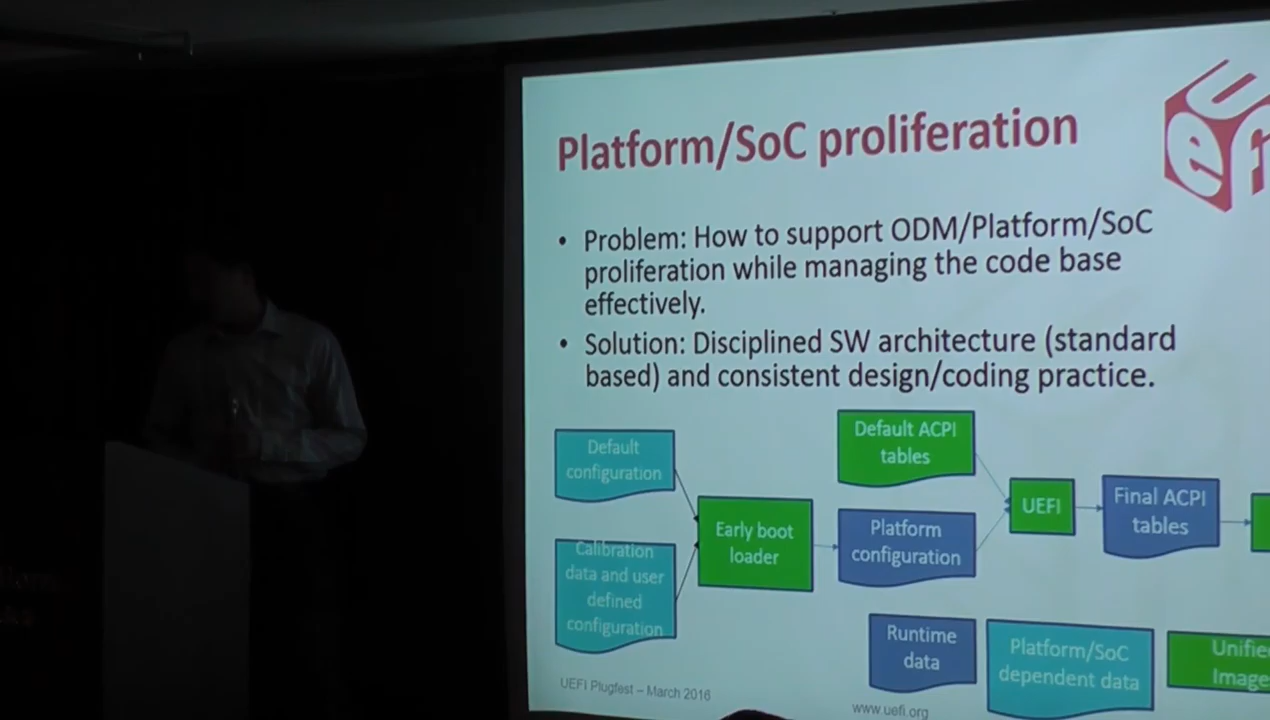 Platform/SoC proliferation
• Problem: How to support ODM/Platform/SoC
proliferation while managing the code base
effectively.
• Solution: Disciplined SW architecture (standard
based) and consistent design/coding practice.
Default
configuration
Calibration
data and user
defined
configuration
Early boot
loader
Default ACPI
tables
Platform
configuration
UEFI
Final ACPI
tables
Runtime
data
Platform/SoC
dependent data
Image
UEFI Plugfest – March 2016
www.uefi.org